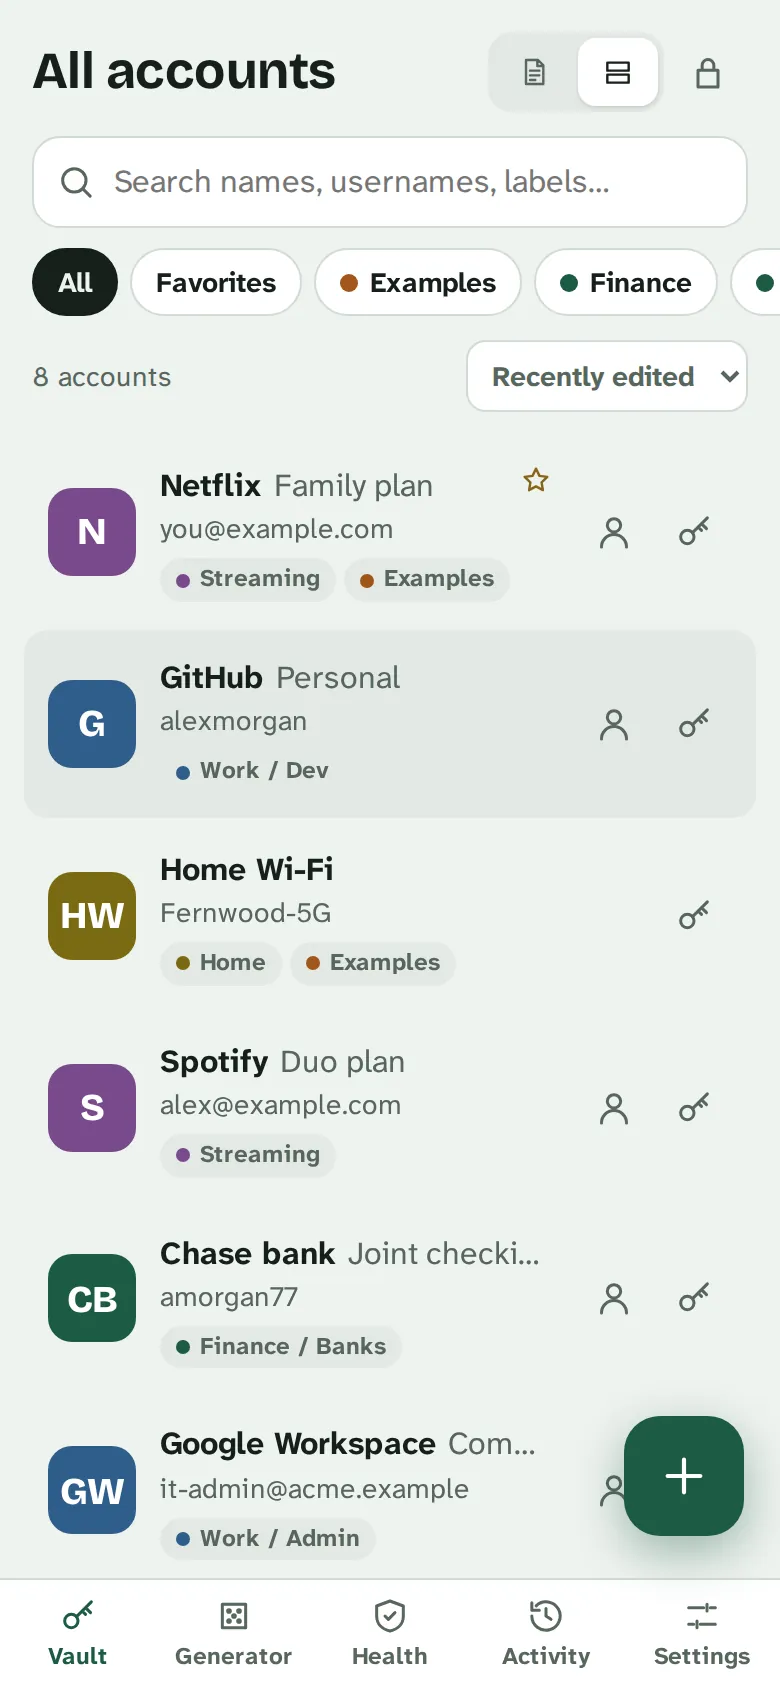 All accounts
Search names, usernames, labels...
All Favorites Examples Finance
8 accounts Recently edited
N Netflix Family plan
you@example.com
Streaming Examples
G GitHub Personal
alexmorgan
Work / Dev
HW Home Wi-Fi
Fernwood-5G
Home Examples
S Spotify Duo plan
alex@example.com
Streaming
CB Chase bank Joint checki...
amorgan77
Finance / Banks
GW Google Workspace Com...
it-admin@acme.example
Work / Admin
Vault Generator Health Activity Settings